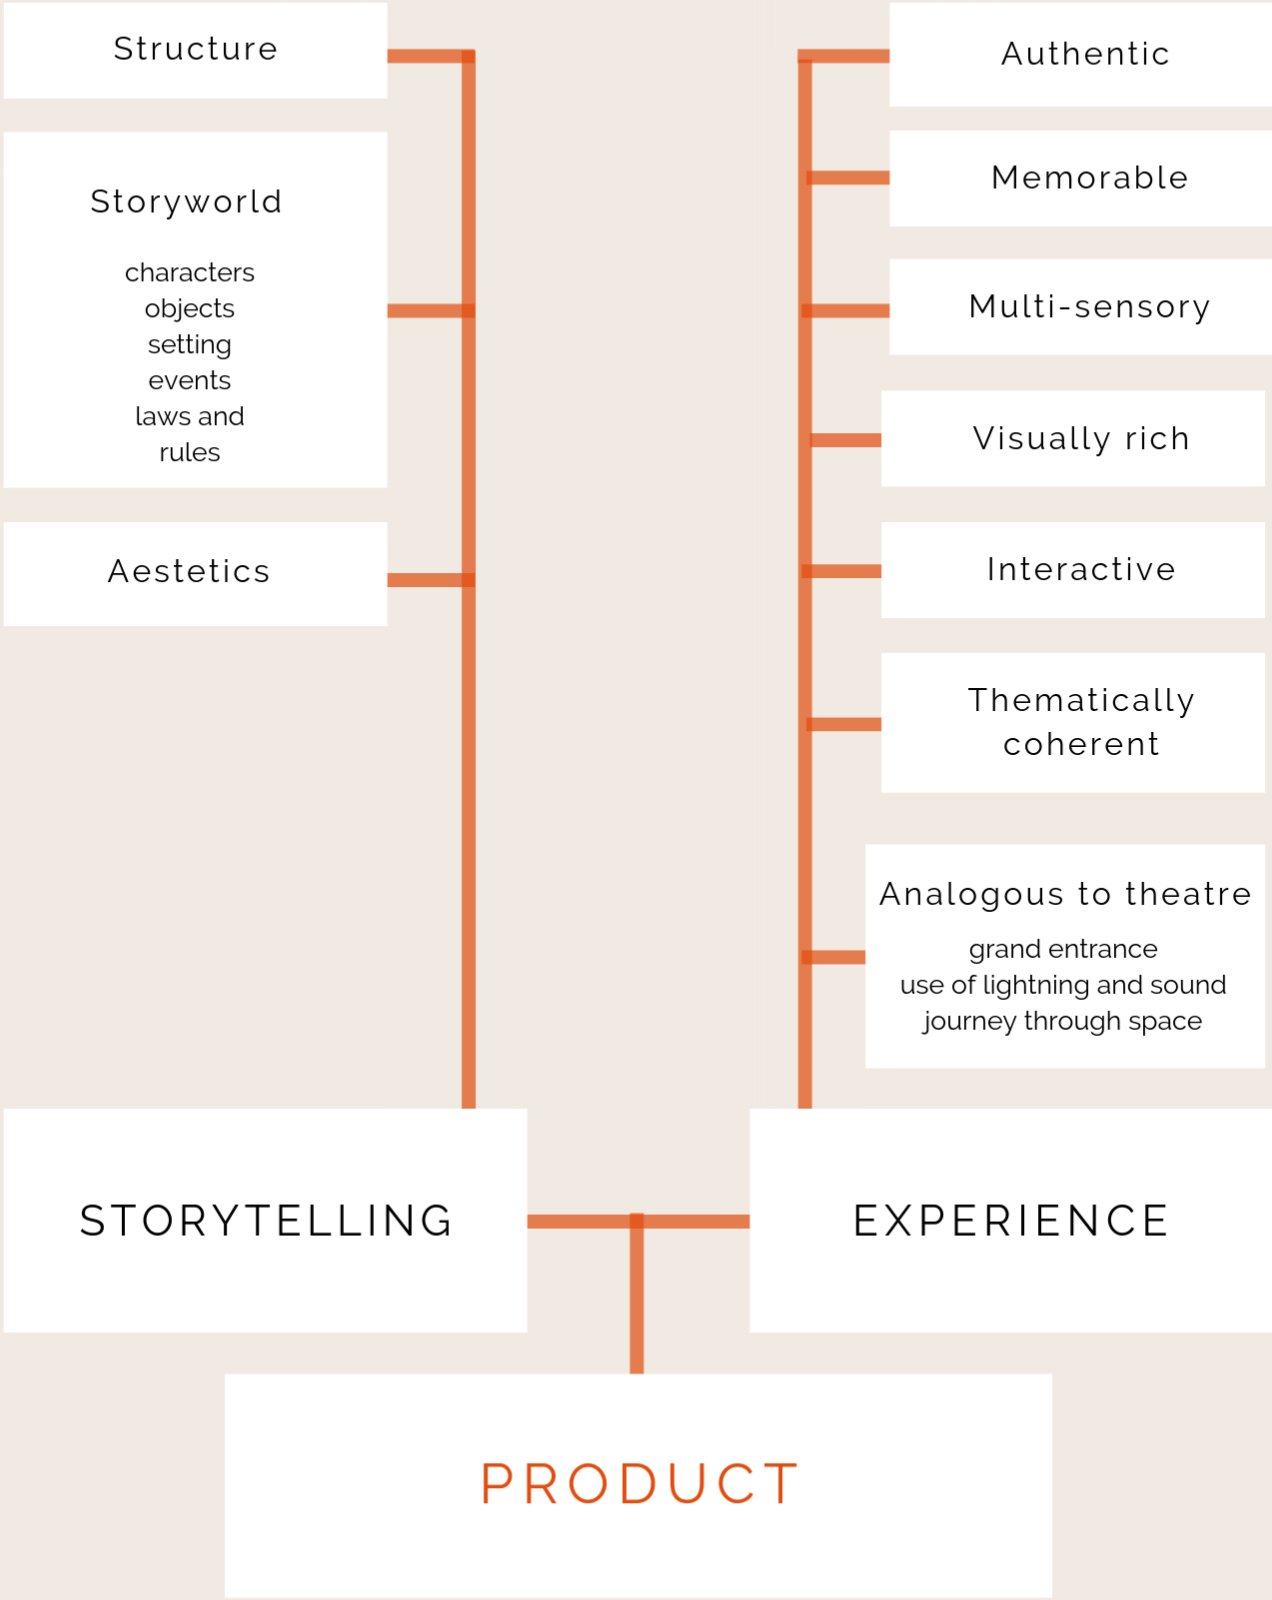 Structure
Storyworld
characters
objects
setting
events
laws and
rules
Aestetics
Authentic
Memorable
Multi-sensory
Visually rich
Interactive
Thematically
coherent
Analogous to theatre
grand entrance
use of lightning and sound
journey through space
STORYTELLING
EXPERIENCE
PRODUCT